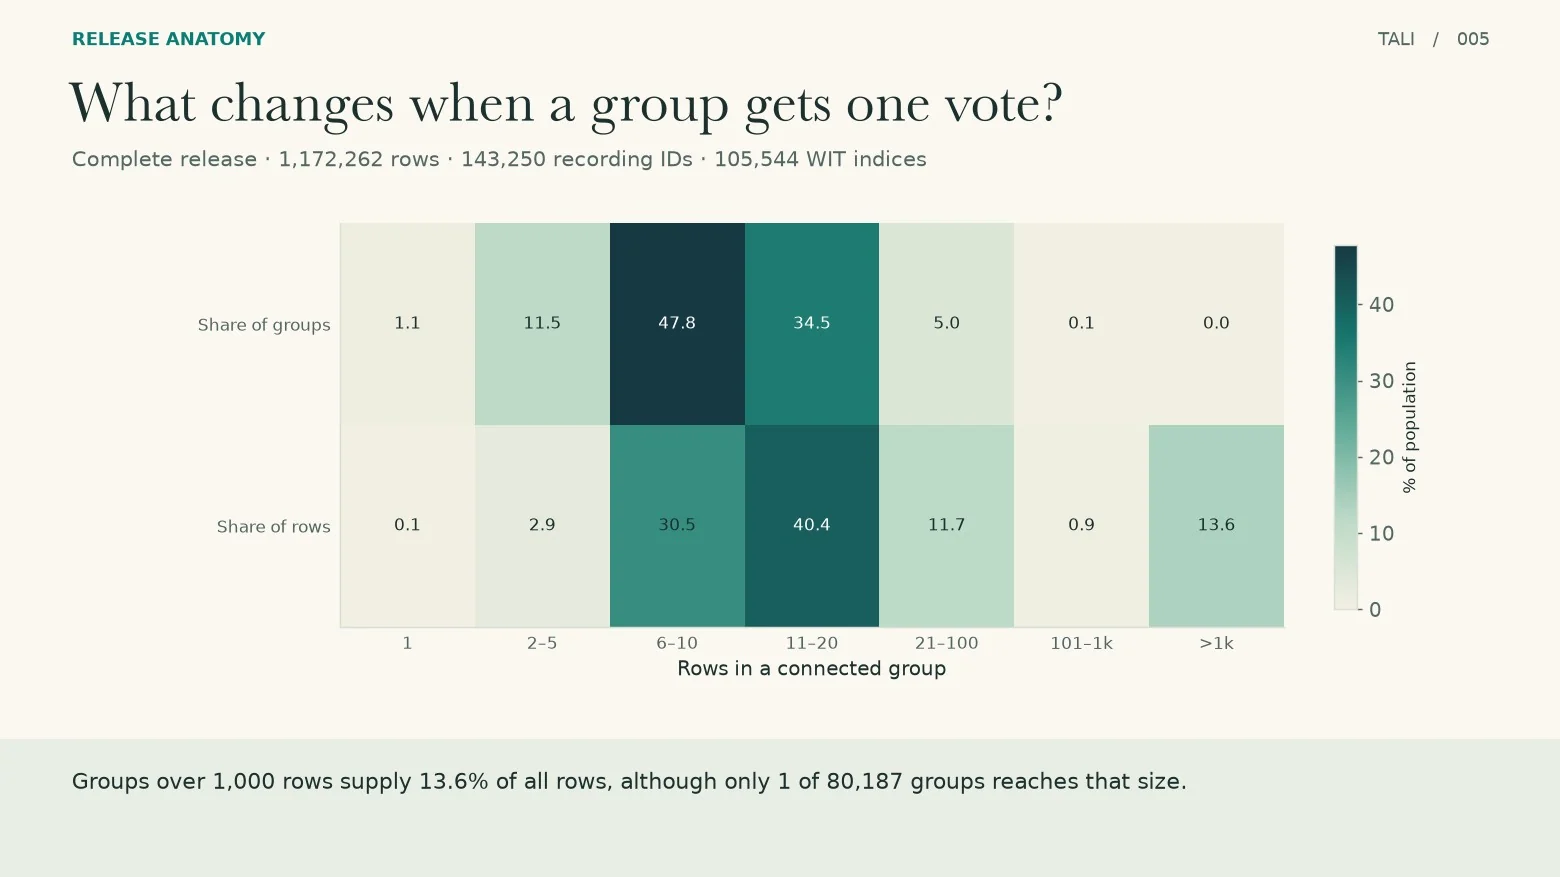 RELEASE ANATOMY
TALI / 005
What changes when a group gets one vote?
Complete release · 1,172,262 rows · 143,250 recording IDs · 105,544 WIT indices
Share of groups 1.1 11.5 47.8 34.5 5.0 0.1 0.0
Share of rows 0.1 2.9 30.5 40.4 11.7 0.9 13.6
1 2–5 6–10 11–20 21–100 101–1k >1k
Rows in a connected group
40
30
20
10
0
% of population
Groups over 1,000 rows supply 13.6% of all rows, although only 1 of 80,187 groups reaches that size.